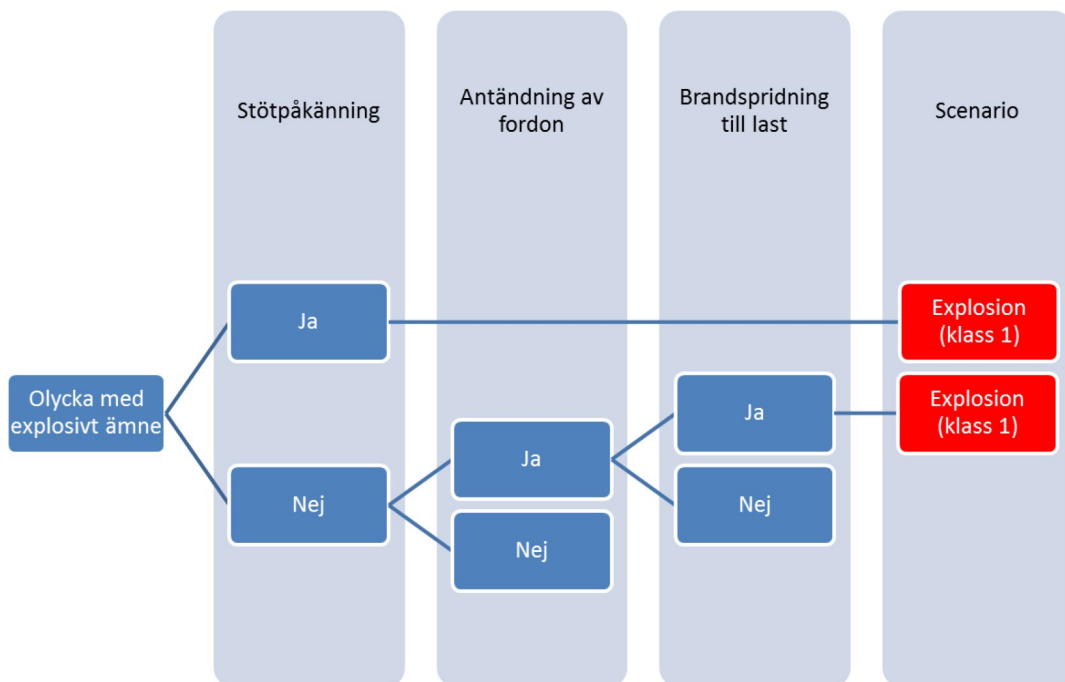 Stötpåkänning
Antändning av
fordon
Brandspridning
till last
Scenario
Ja
Explosion
(klass 1)
Olycka med
explosivt ämne
Ja
Explosion
(klass 1)
Ja
Nej
Nej
Nej